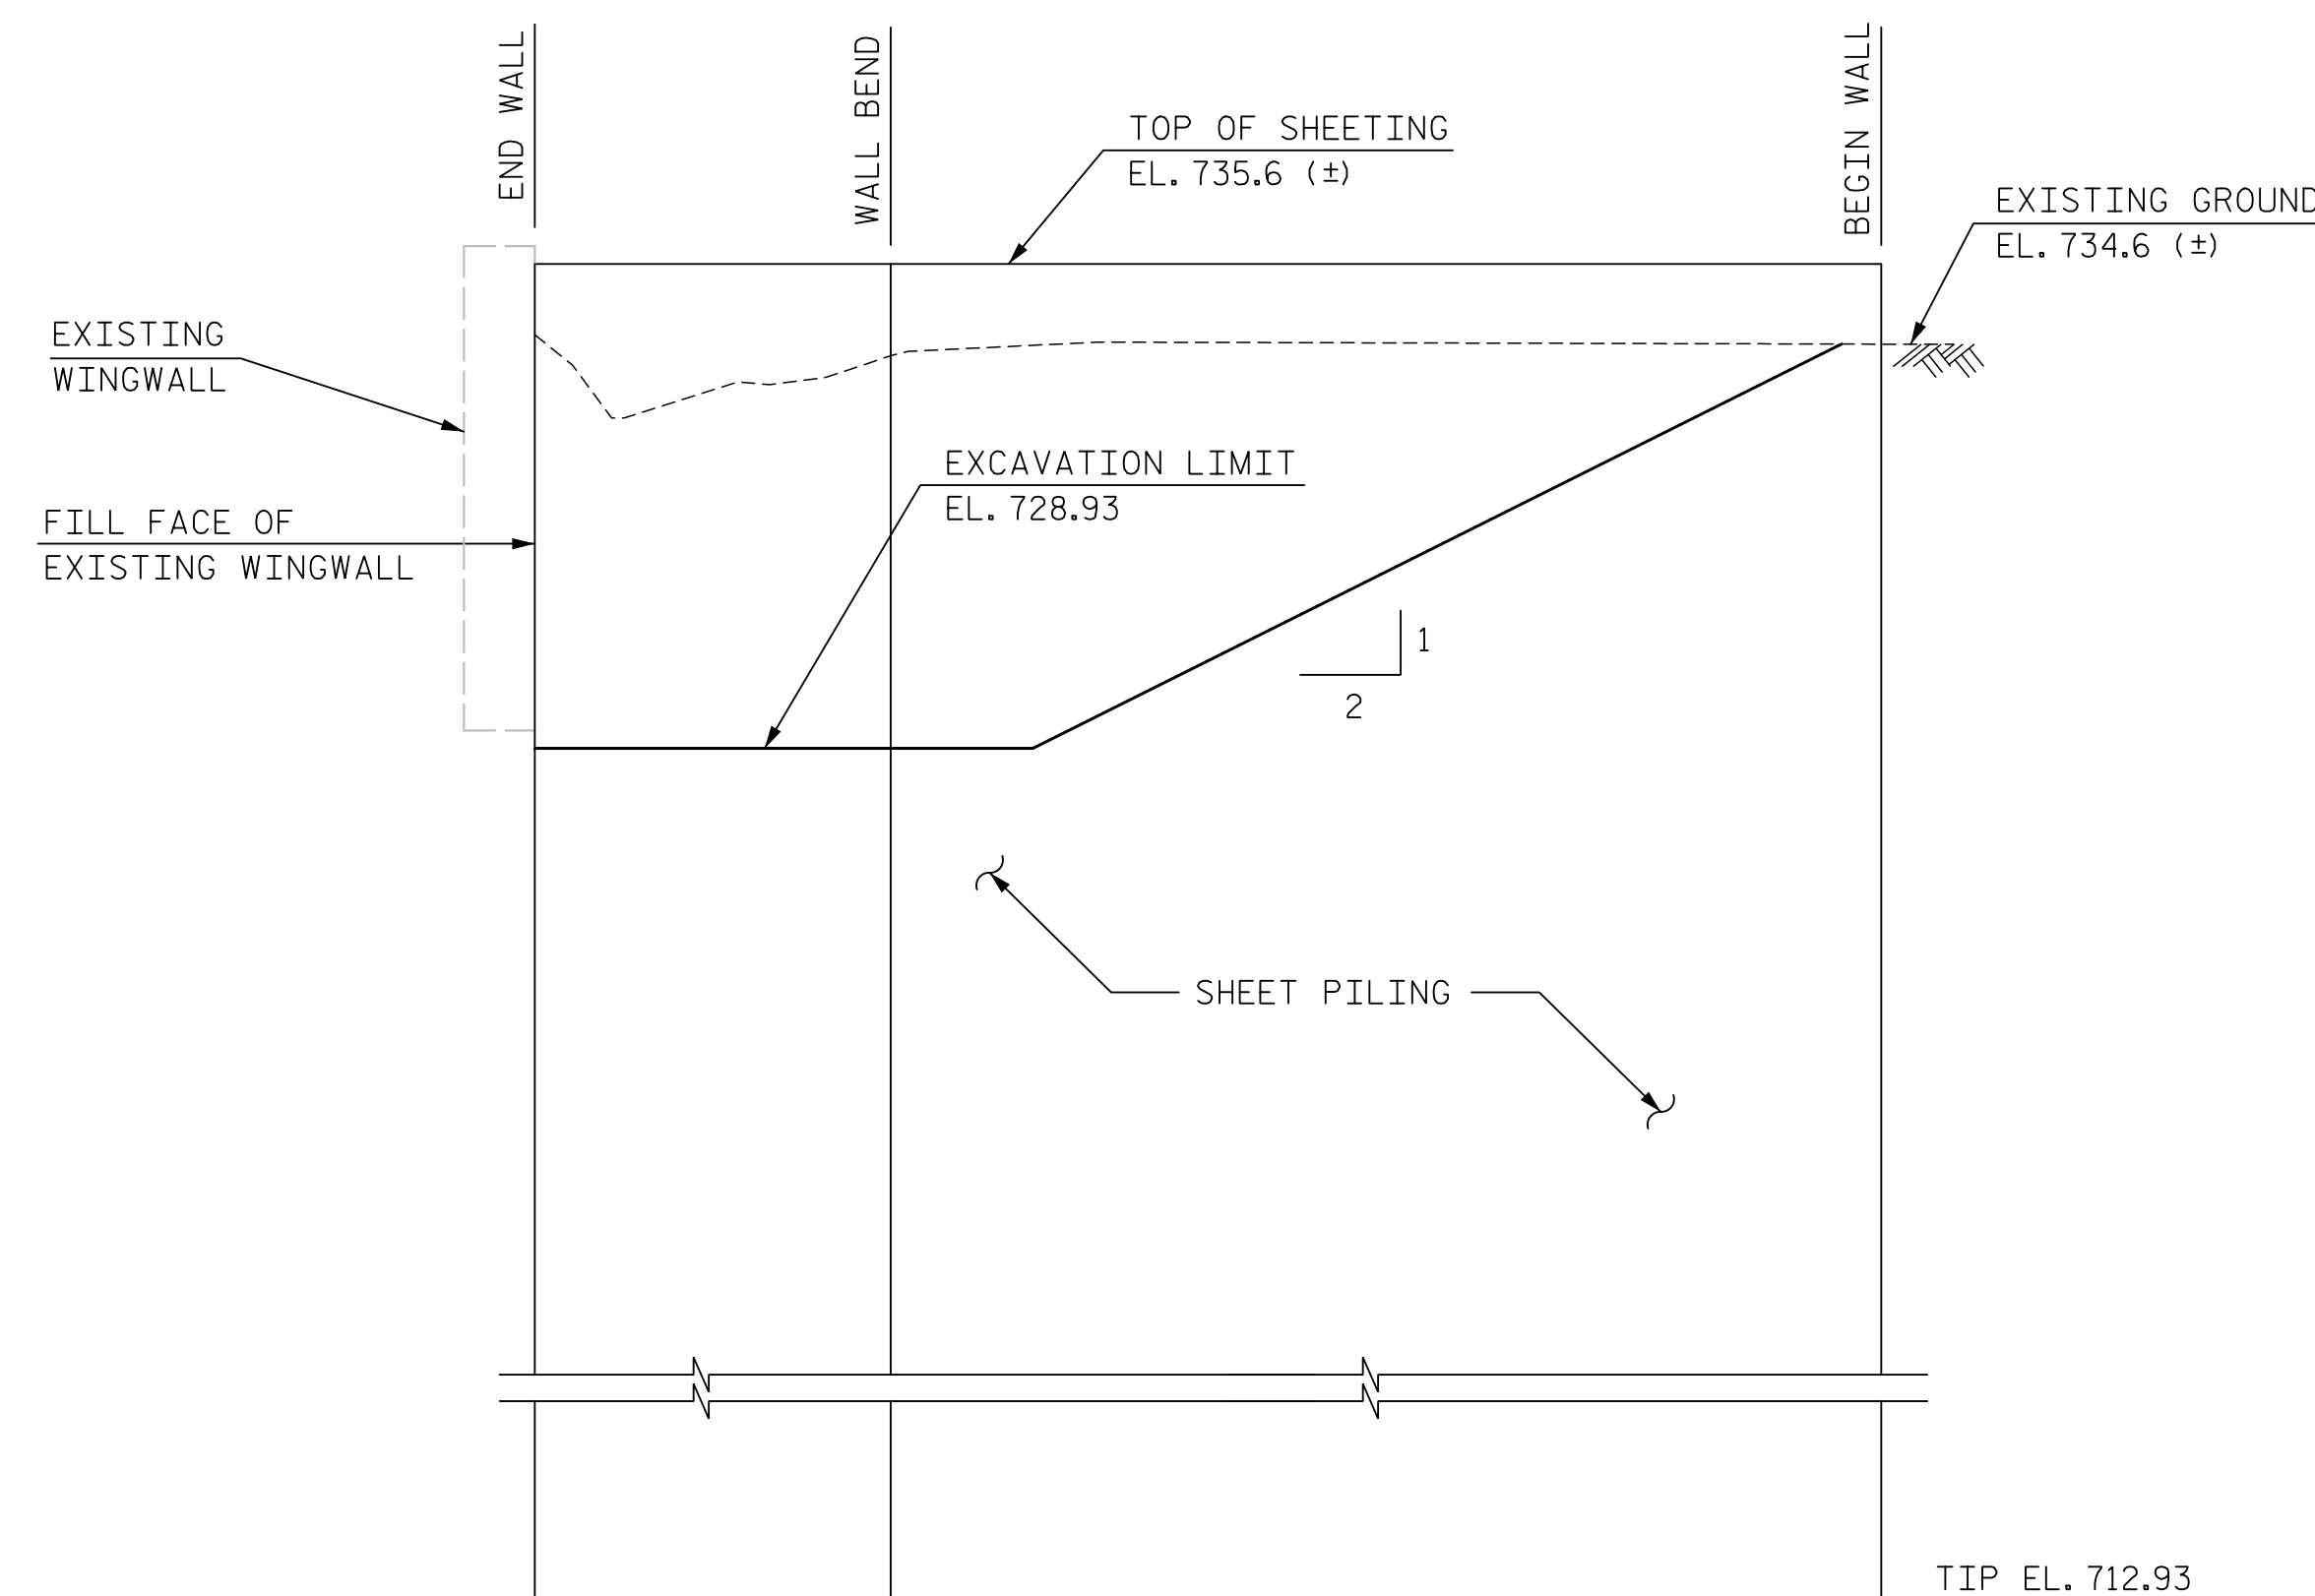 END WALL
WALL BEND
BEGIN WALL
TOP OF SHEETING
EL. 735.6 (±)
EXISTING GROUND
EL. 734.6 (±)
EXISTING
WINGWALL
EXCAVATION LIMIT
EL. 728.93
FILL FACE OF
EXISTING WINGWALL
1
2
SHEET PILING
TIP EL. 712.93